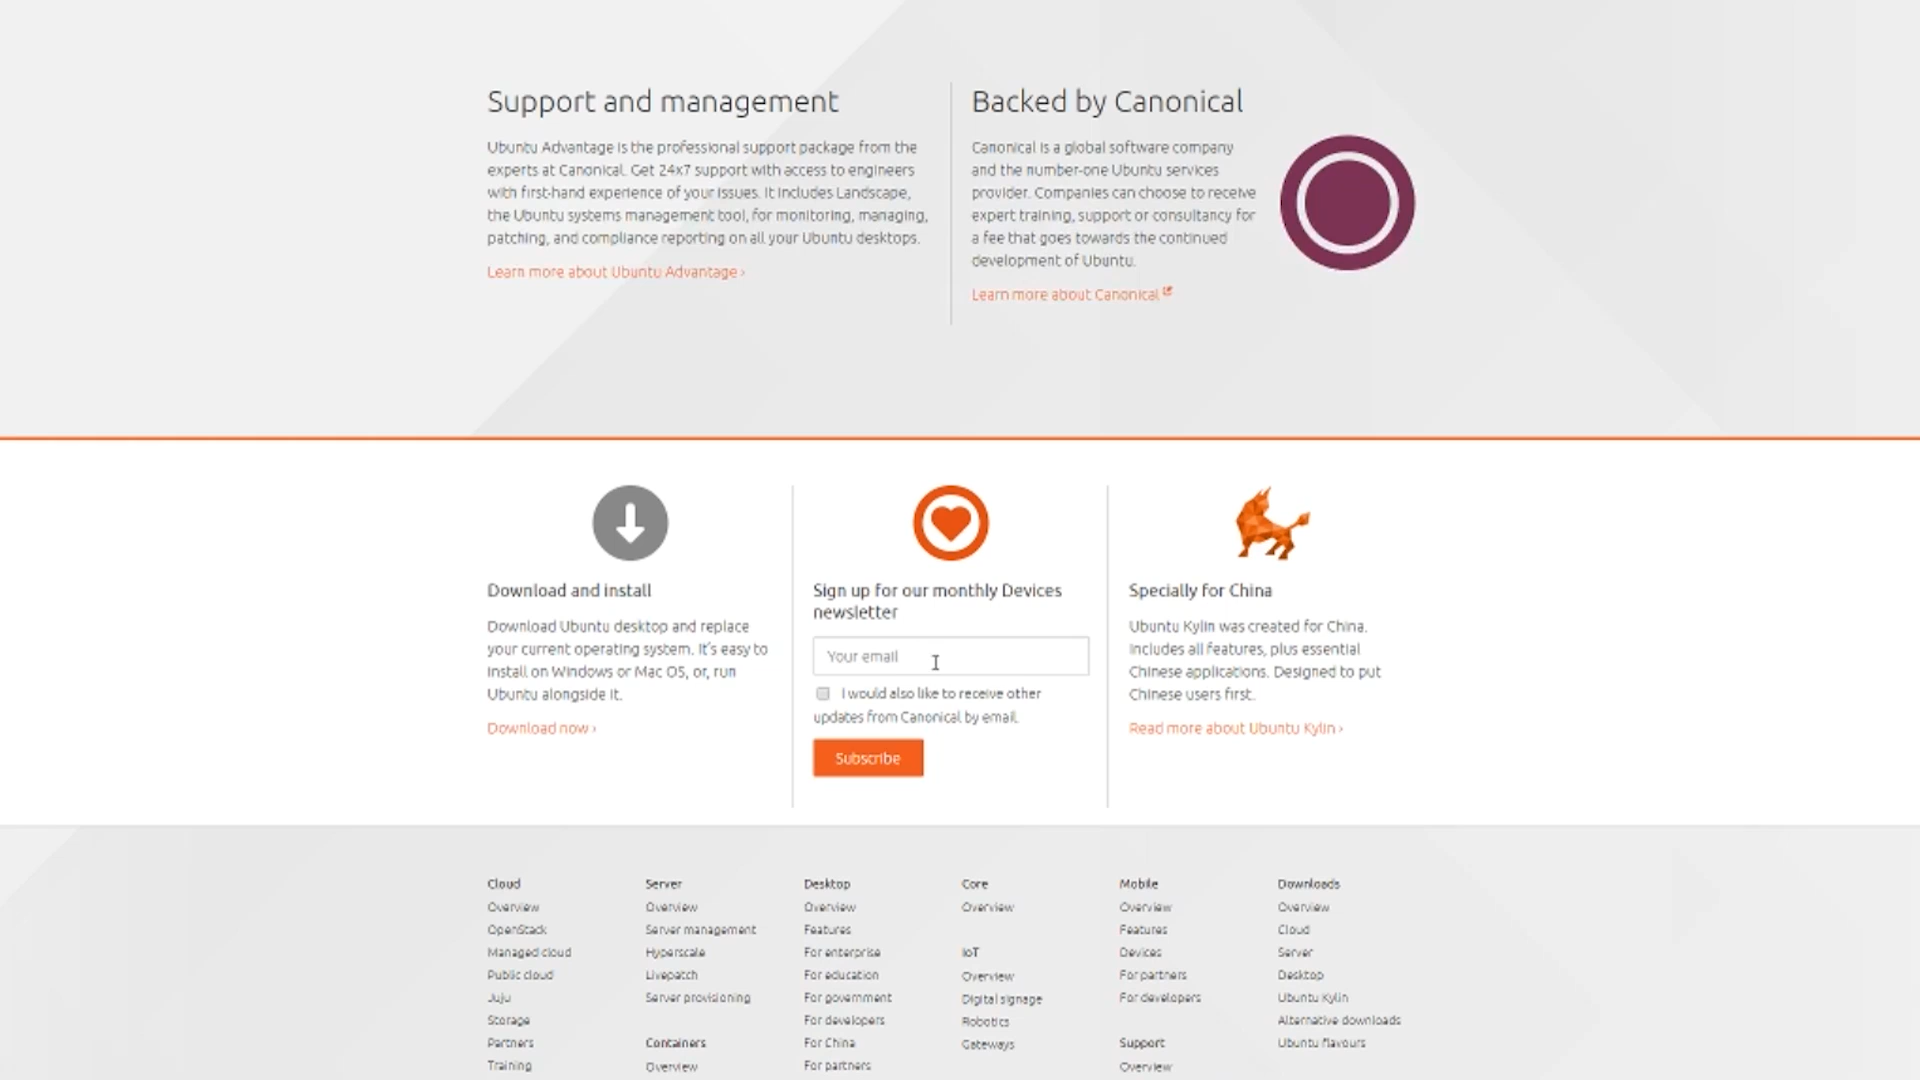 Support and management
Ubuntu Advantage is the professional support package from the
experts at Canonical. Get 24x7 support with access to engineers
with first-hand experience of your issues. It includes Landscape,
the Ubuntu systems management tool, for monitoring, managing,
patching, and compliance reporting on all your Ubuntu desktops.
Learn more about Ubuntu Advantage ›
Backed by Canonical
Canonical is a global software company
and the number-one Ubuntu services
provider. Companies can choose to receive
expert training, support or consultancy for
a fee that goes towards the continued
development of Ubuntu.
Learn more about Canonical
Download and install
Download Ubuntu desktop and replace
your current operating system. It's easy to
install on Windows or Mac OS, or, run
Ubuntu alongside it.
Download now ›
Sign up for our monthly Devices
newsletter
Your email
I would also like to receive other
updates from Canonical by email.
Subscribe
Specially for China
Ubuntu Kylin was created for China.
Includes all features, plus essential
Chinese applications. Designed to put
Chinese users first.
Read more about Ubuntu Kylin ›
Cloud
Overview
OpenStack
Managed cloud
Public cloud
Juju
Storage
Partners
Training
Server
Overview
Server management
Hyperscale
Livepatch
Server provisioning
Containers
Overview
Desktop
Overview
Features
For enterprise
For education
For government
For developers
For China
For partners
Core
Overview
IoT
Overview
Digital signage
Robotics
Gateways
Mobile
Overview
Features
Devices
For partners
For developers
Support
Overview
Downloads
Overview
Cloud
Server
Desktop
Ubuntu Kylin
Alternative downloads
Ubuntu flavours